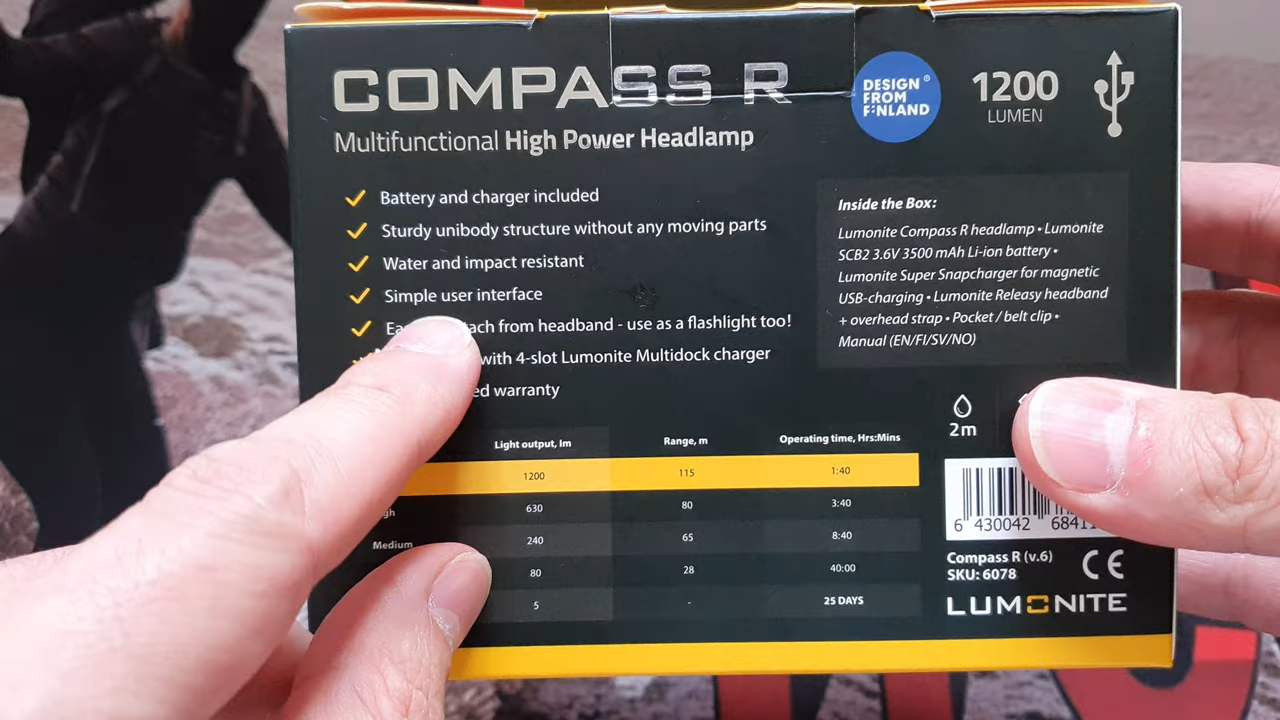 COMPASS R
Multifunctional High Power Headlamp
DESIGN
FROM
FINLAND
1200
LUMEN
Battery and charger included
Sturdy unibody structure without any moving parts
Water and impact resistant
Simple user interface
from headband - use as a flashlight too!
with 4-slot Lumonite Multidock charger
warranty
Inside the Box:
Lumonite Compass R headlamp • Lumonite
SCB2 3.6V 3500 mAh Li-ion battery •
Lumonite Super Snapcharger for magnetic
USB-charging • Lumonite Releasy headband
+ overhead strap • Pocket / belt clip •
Manual (EN/FI/SV/NO)
2m
Light output, lm Range, m Operating time, Hrs:Mins
1200 115 1:40
630 80 3:40
Medium 240 65 8:40
80 28 40:00
5 - 25 DAYS
6 430042
Compass R (v.6)
SKU: 6078
CE
LUMONITE